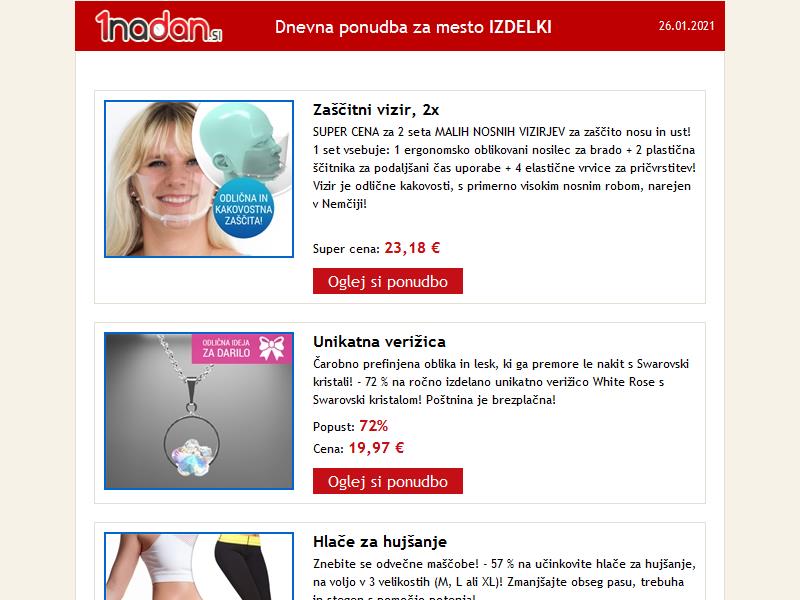 1nadan.si
Dnevna ponudba za mesto IZDELKI
26.01.2021
ODLIČNA IN
KAKOVOSTNA
ZAŠČITA!
Zaščitni vizir, 2x
SUPER CENA za 2 seta MALIH NOSNIH VIZIRJEV za zaščito nosu in ust!
1 set vsebuje: 1 ergonomsko oblikovani nosilec za brado + 2 plastična
ščitnika za podaljšani čas uporabe + 4 elastične vrvice za pričvrstitev!
Vizir je odlične kakovosti, s primerno visokim nosnim robom, narejen
v Nemčiji!
Super cena: 23,18 €
Oglej si ponudbo
ODLIČNA IDEJA
ZA DARILO
Unikatna verižica
Čarobno prefinjena oblika in lesk, ki ga premore le nakit s Swarovski
kristali! - 72 % na ročno izdelano unikatno verižico White Rose s
Swarovski kristalom! Poštnina je brezplačna!
Popust: 72%
Cena: 19,97 €
Oglej si ponudbo
Hlače za hujšanje
Znebite se odvečne maščobe! - 57 % na učinkovite hlače za hujšanje,
na voljo v 3 velikostih (M, L ali XL)! Zmanjšajte obseg pasu, trebuha
in stegen s pomočjo potenja!